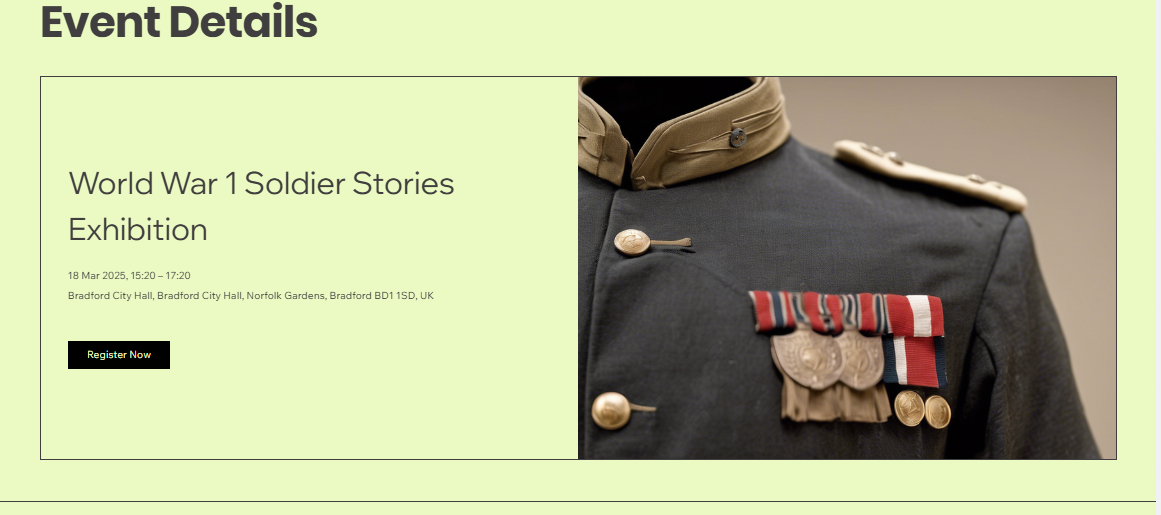 Event Details
World War 1 Soldier Stories
Exhibition
18 Mar 2025, 15:20 – 17:20
Bradford City Hall, Bradford City Hall, Norfolk Gardens, Bradford BD1 1SD, UK
Register Now